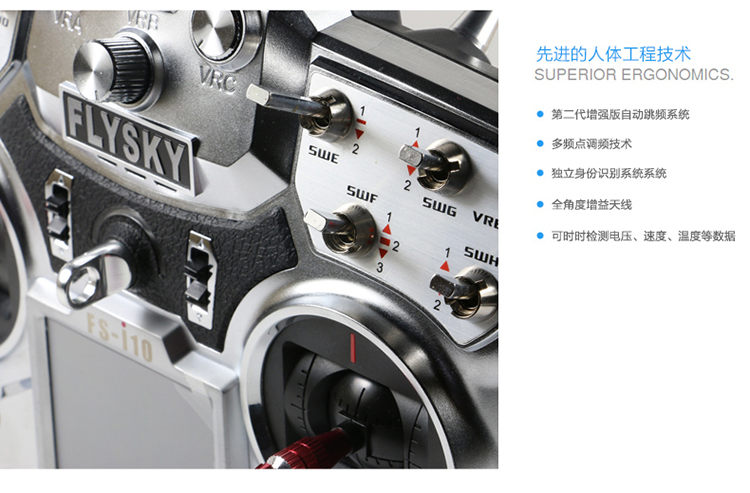 VRA
VRB
VRC
FLYSKY
1
2
SWE
1
2
SWG
SWF
1
2
3
1
2
SWH
FS-i10
先进的人体工程技术
SUPERIOR ERGONOMICS.
第二代增强版自动跳频系统
多频点调频技术
独立身份识别系统系统
全角度增益天线
可时时检测电压、速度、温度等数据